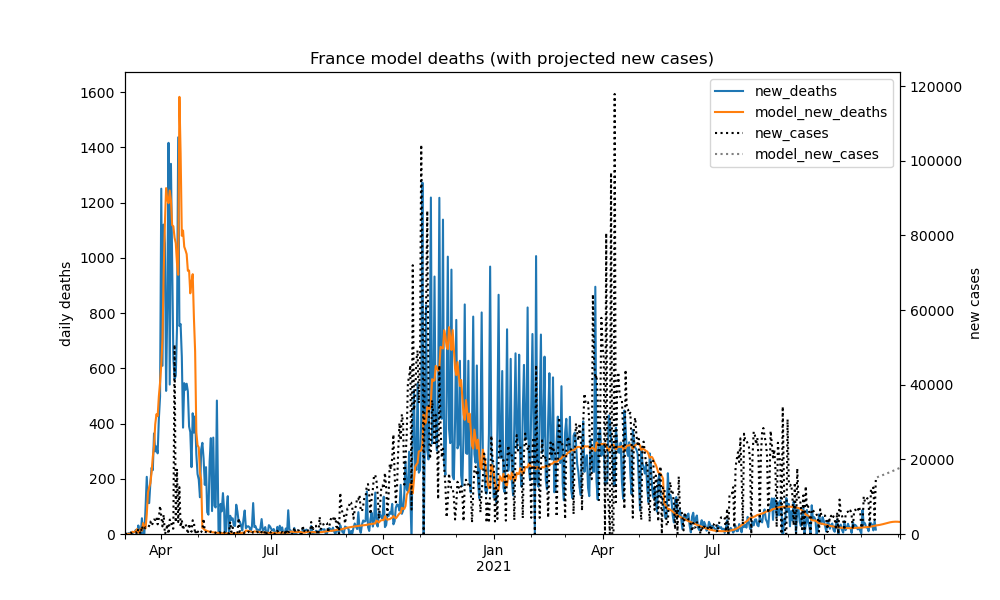 France model deaths (with projected new cases)
new_deaths
model_new_deaths
new_cases
model_new_cases
daily deaths
1600
1400
1200
1000
800
600
400
200
0
120000
100000
80000
60000
40000
20000
0
new cases
Apr Jul Oct Jan Apr Jul Oct
2021